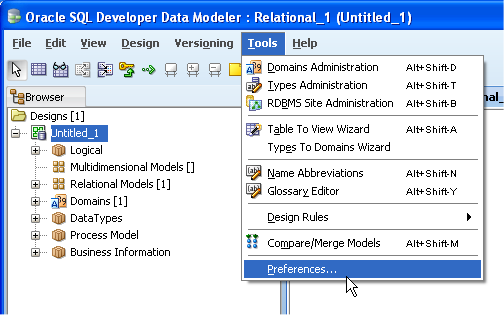 Oracle SQL Developer Data Modeler : Relational_1 (Untitled_1)
File Edit View Design Versioning Tools Help
Browser
Designs [1]
Untitled_1
Logical
Multidimensional Models []
Relational Models [1]
Domains [1]
DataTypes
Process Model
Business Information
Domains Administration Alt+Shift-D
Types Administration Alt+Shift-T
RDBMS Site Administration Alt+Shift-B
Table To View Wizard Alt+Shift-A
Types To Domains Wizard
Name Abbreviations Alt+Shift-N
Glossary Editor Alt+Shift-Y
Design Rules
Compare/Merge Models Alt+Shift-M
Preferences...